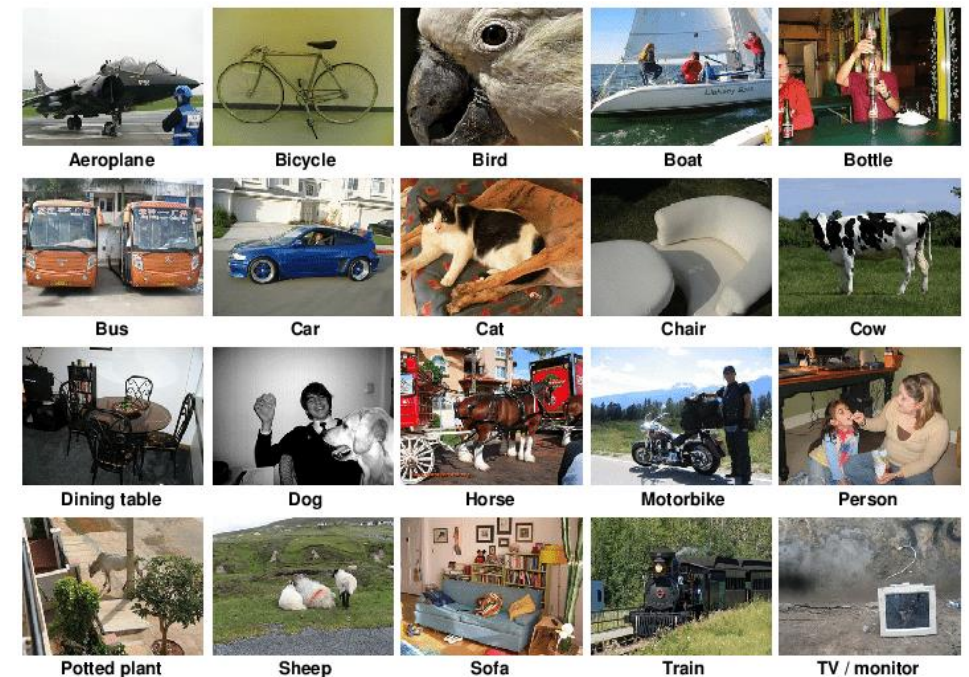 Aeroplane
Bicycle
Bird
Boat
Bottle
Bus
Car
Cat
Chair
Cow
Dining table
Dog
Horse
Motorbike
Person
Potted plant
Sheep
Sofa
Train
TV / monitor